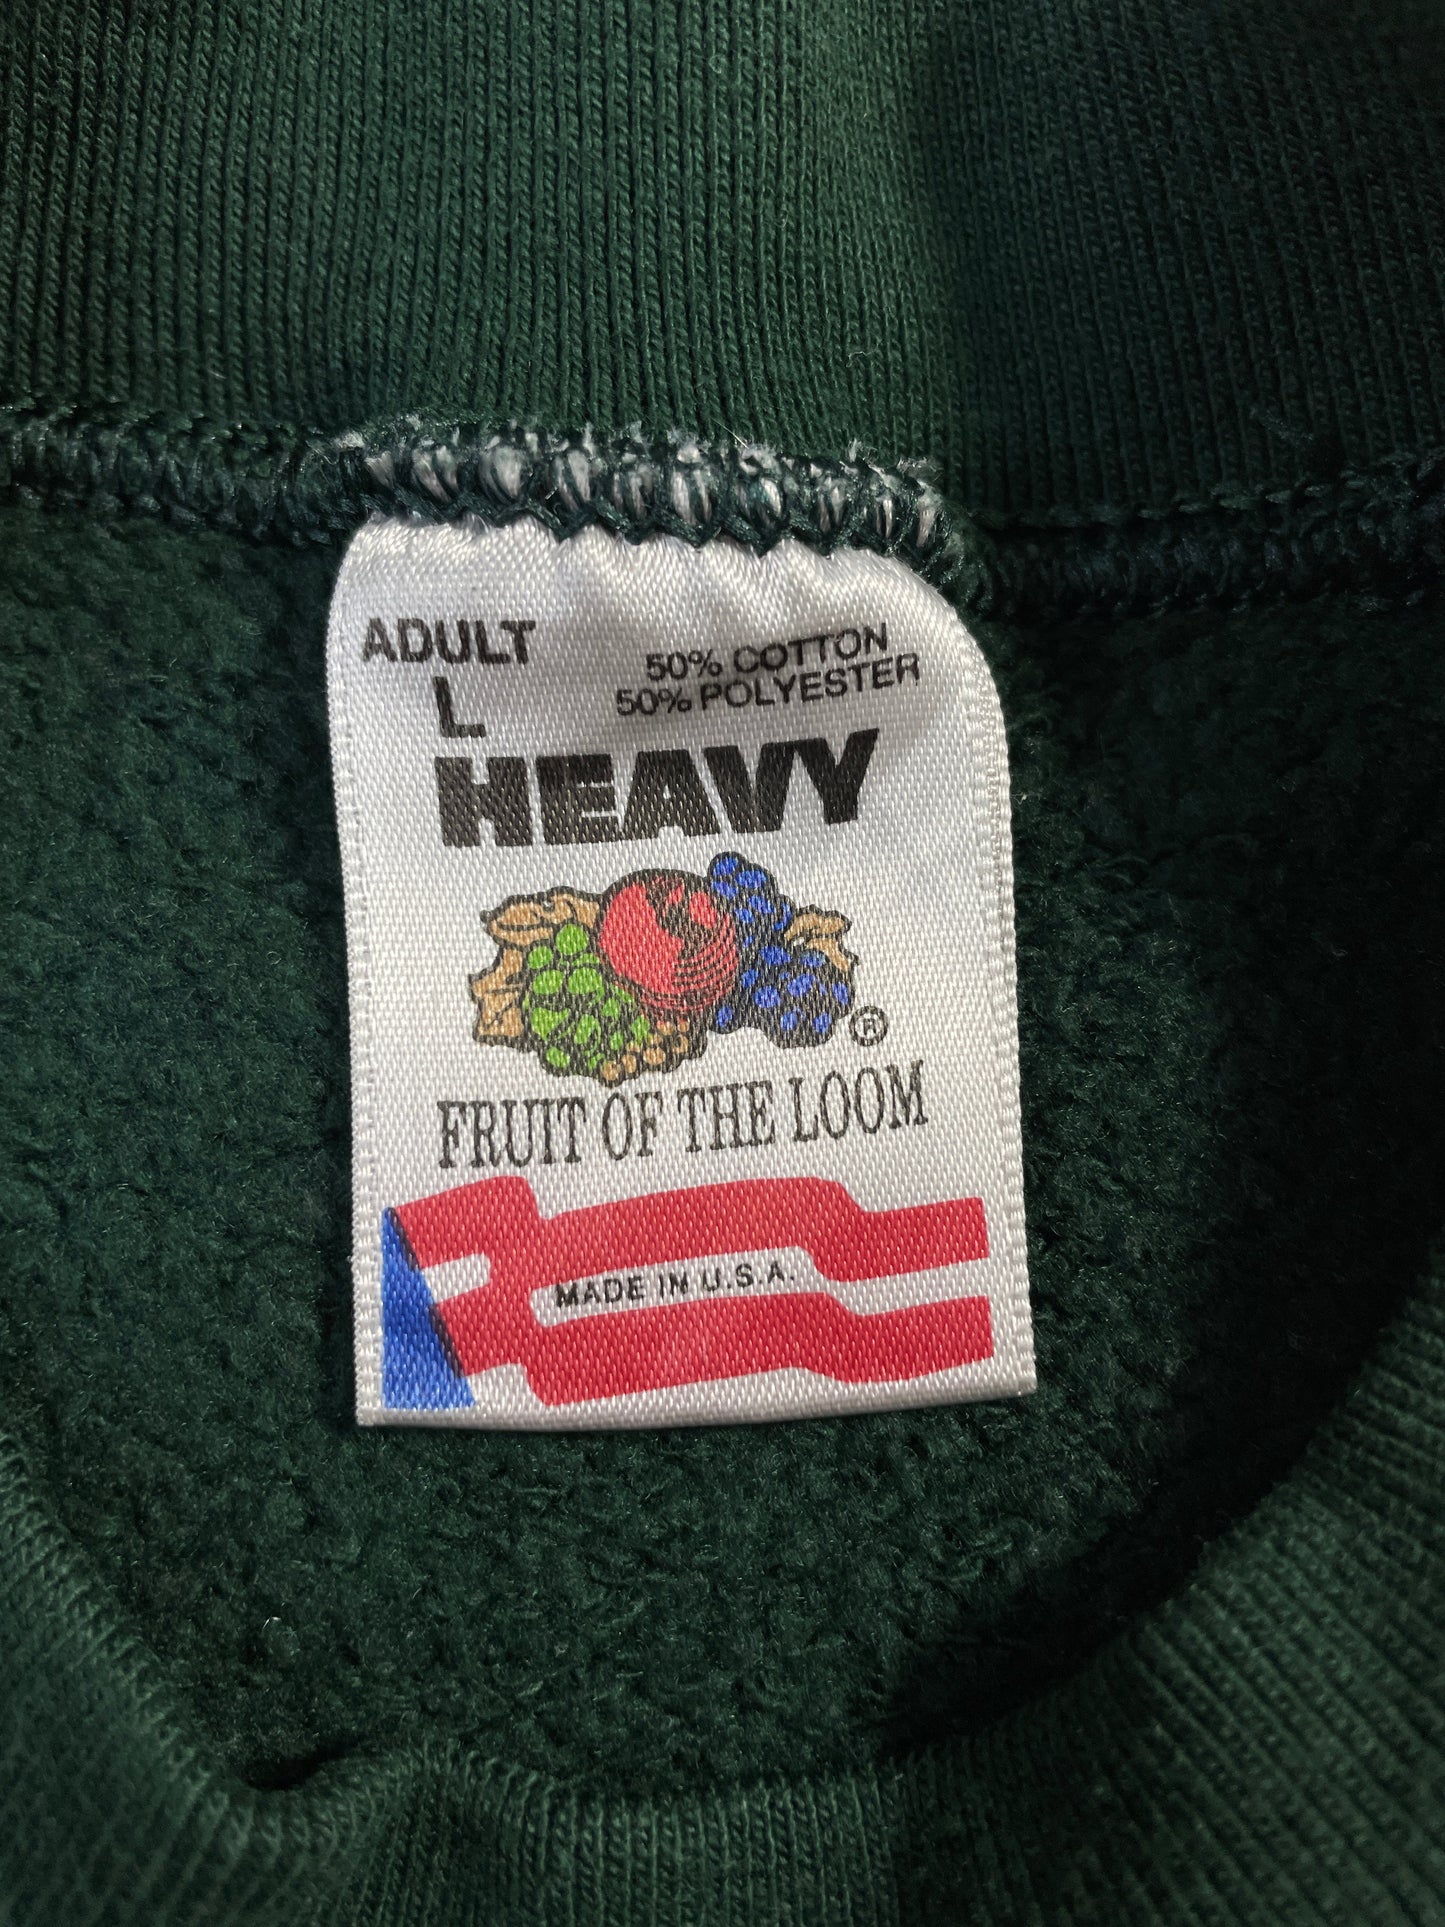 ADULT
L
50% COTTON
50% POLYESTER
HEAVY
®
FRUIT OF THE LOOM
MADE IN U.S.A.